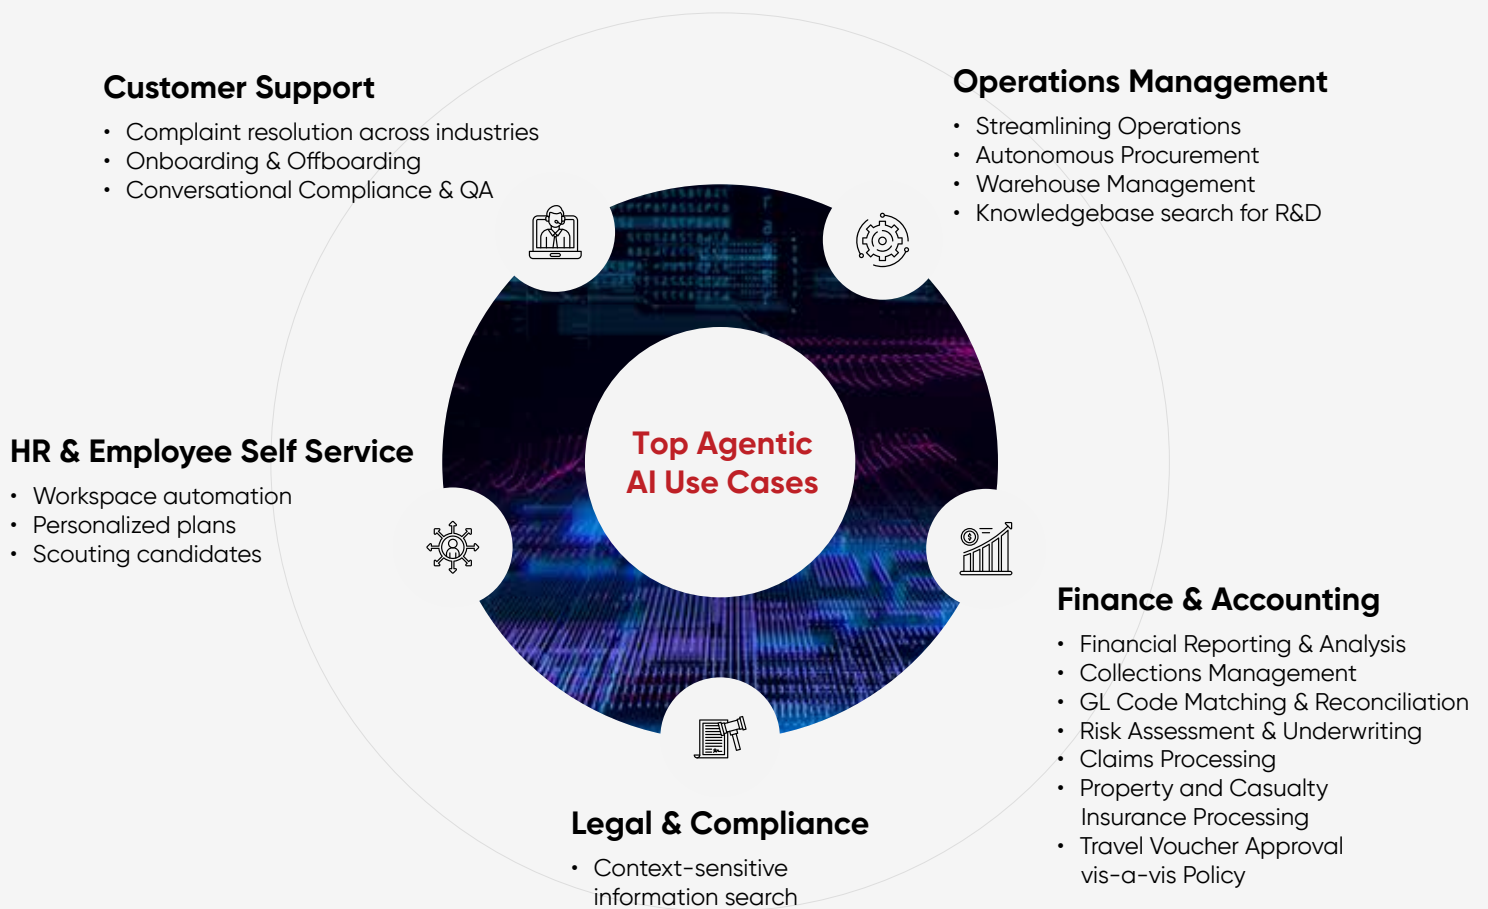 Customer Support
• Complaint resolution across industries
• Onboarding & Offboarding
• Conversational Compliance & QA
Operations Management
• Streamlining Operations
• Autonomous Procurement
• Warehouse Management
• Knowledgebase search for R&D
Top Agentic
AI Use Cases
HR & Employee Self Service
• Workspace automation
• Personalized plans
• Scouting candidates
Finance & Accounting
• Financial Reporting & Analysis
• Collections Management
• GL Code Matching & Reconciliation
• Risk Assessment & Underwriting
• Claims Processing
• Property and Casualty
Insurance Processing
• Travel Voucher Approval
vis-a-vis Policy
Legal & Compliance
• Context-sensitive
information search